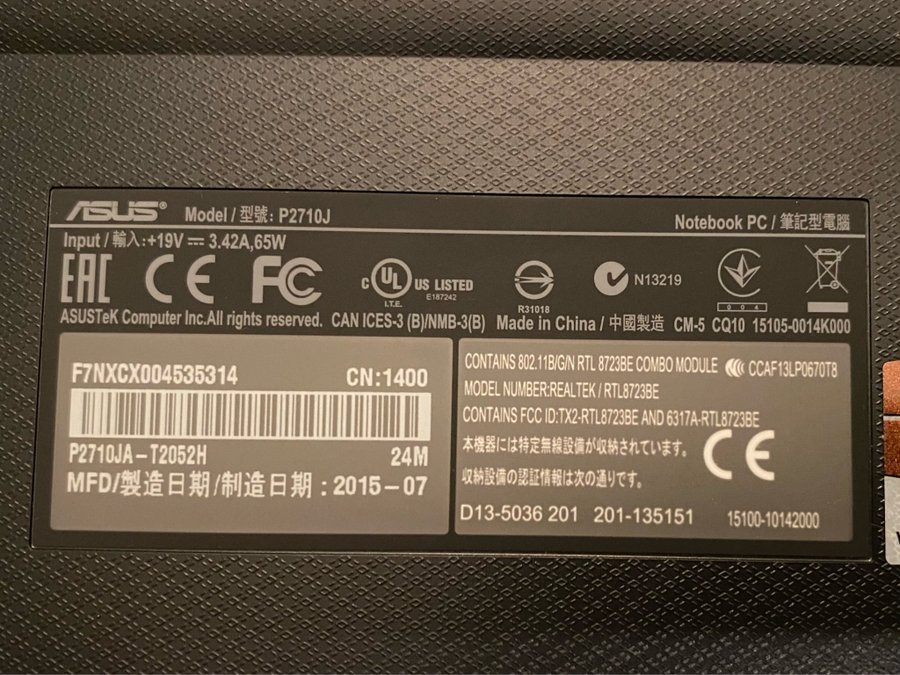 ASUS® Model / 型號: P2710J
Notebook PC / 筆記型電腦
Input / 輸入:+19V⎓ 3.42A,65W
EAC CE FC c UL US LISTED
I.T.E. E187242
R31018
N13219
004
ASUSTeK Computer Inc.All rights reserved. CAN ICES-3 (B)/NMB-3(B) Made in China / 中國製造 CM-5 CQ10 15105-0014K000
F7NXCX004535314 CN:1400
P2710JA-T2052H 24M
MFD/製造日期/制造日期:2015-07
CONTAINS 802.11B/G/N RTL 8723BE COMBO MODULE CCAF13LP0670T8
MODEL NUMBER:REALTEK / RTL8723BE
CONTAINS FCC ID:TX2-RTL8723BE AND 6317A-RTL8723BE
本機器には特定無線設備が収納されています。
収納設備の認証情報は次の通りです。
CE
D13-5036 201 201-135151 15100-10142000